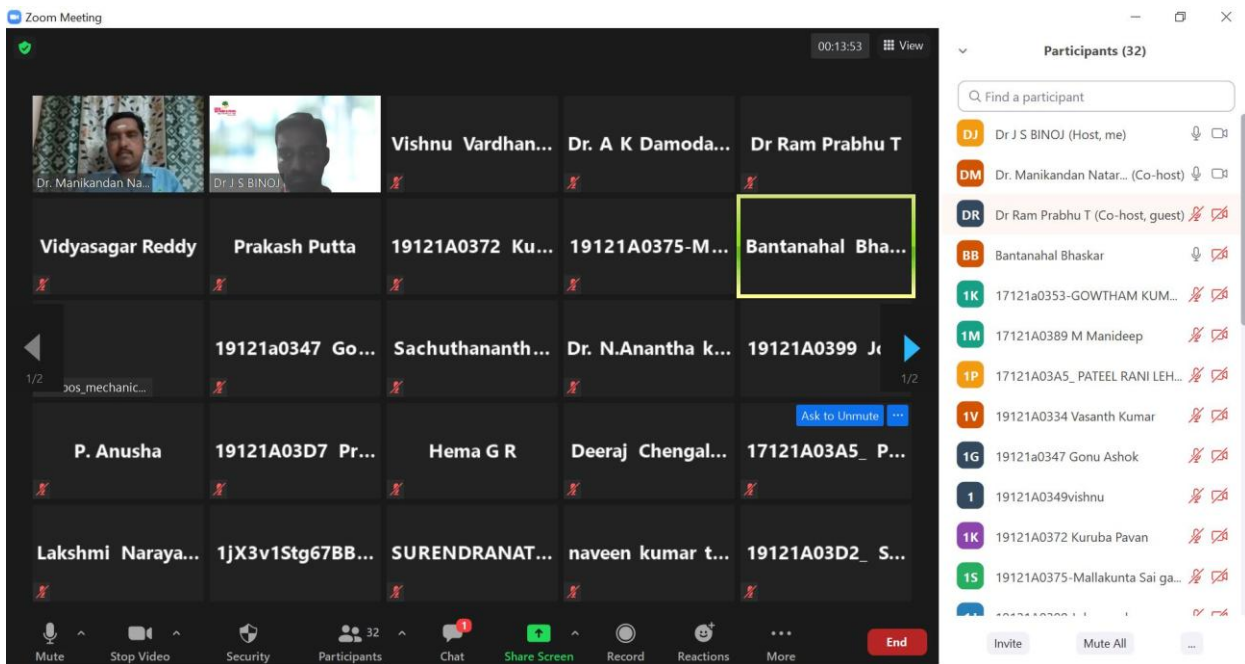 Zoom Meeting
00:13:53 View
Dr. Manikandan Na...
Dr J S BINOJ
Vishnu Vardhan...
Dr. A K Damoda...
Dr Ram Prabhu T
Vidyasagar Reddy
Prakash Putta
19121A0372 Ku...
19121A0375-M...
Bantanahal Bha...
1/2
19121a0347 Go...
Sachuthananth...
Dr. N.Anantha k...
19121A0399
1/2
P. Anusha
19121A03D7 Pr...
Hema G R
Deeraj Chengal...
Ask to Unmute ...
17121A03A5_ P...
Lakshmi Naraya...
1jX3v1Stg67BB...
SURENDRANAT...
naveen kumar t...
19121A03D2_ S...
Mute
Stop Video
Security
32
Participants
1
Chat
Share Screen
Record
Reactions
More
End
Participants (32)
Find a participant
DJ Dr J S BINOJ (Host, me)
DM Dr. Manikandan Natar... (Co-host)
DR Dr Ram Prabhu T (Co-host, guest)
BB Bantanahal Bhaskar
1K 17121a0353-GOWTHAM KUM...
1M 17121A0389 M Manideep
1P 17121A03A5_ PATEEL RANI LEH...
1V 19121A0334 Vasanth Kumar
1G 19121a0347 Gonu Ashok
1 19121A0349vishnu
1K 19121A0372 Kuruba Pavan
1S 19121A0375-Mallakunta Sai ga...
Invite
Mute All
...